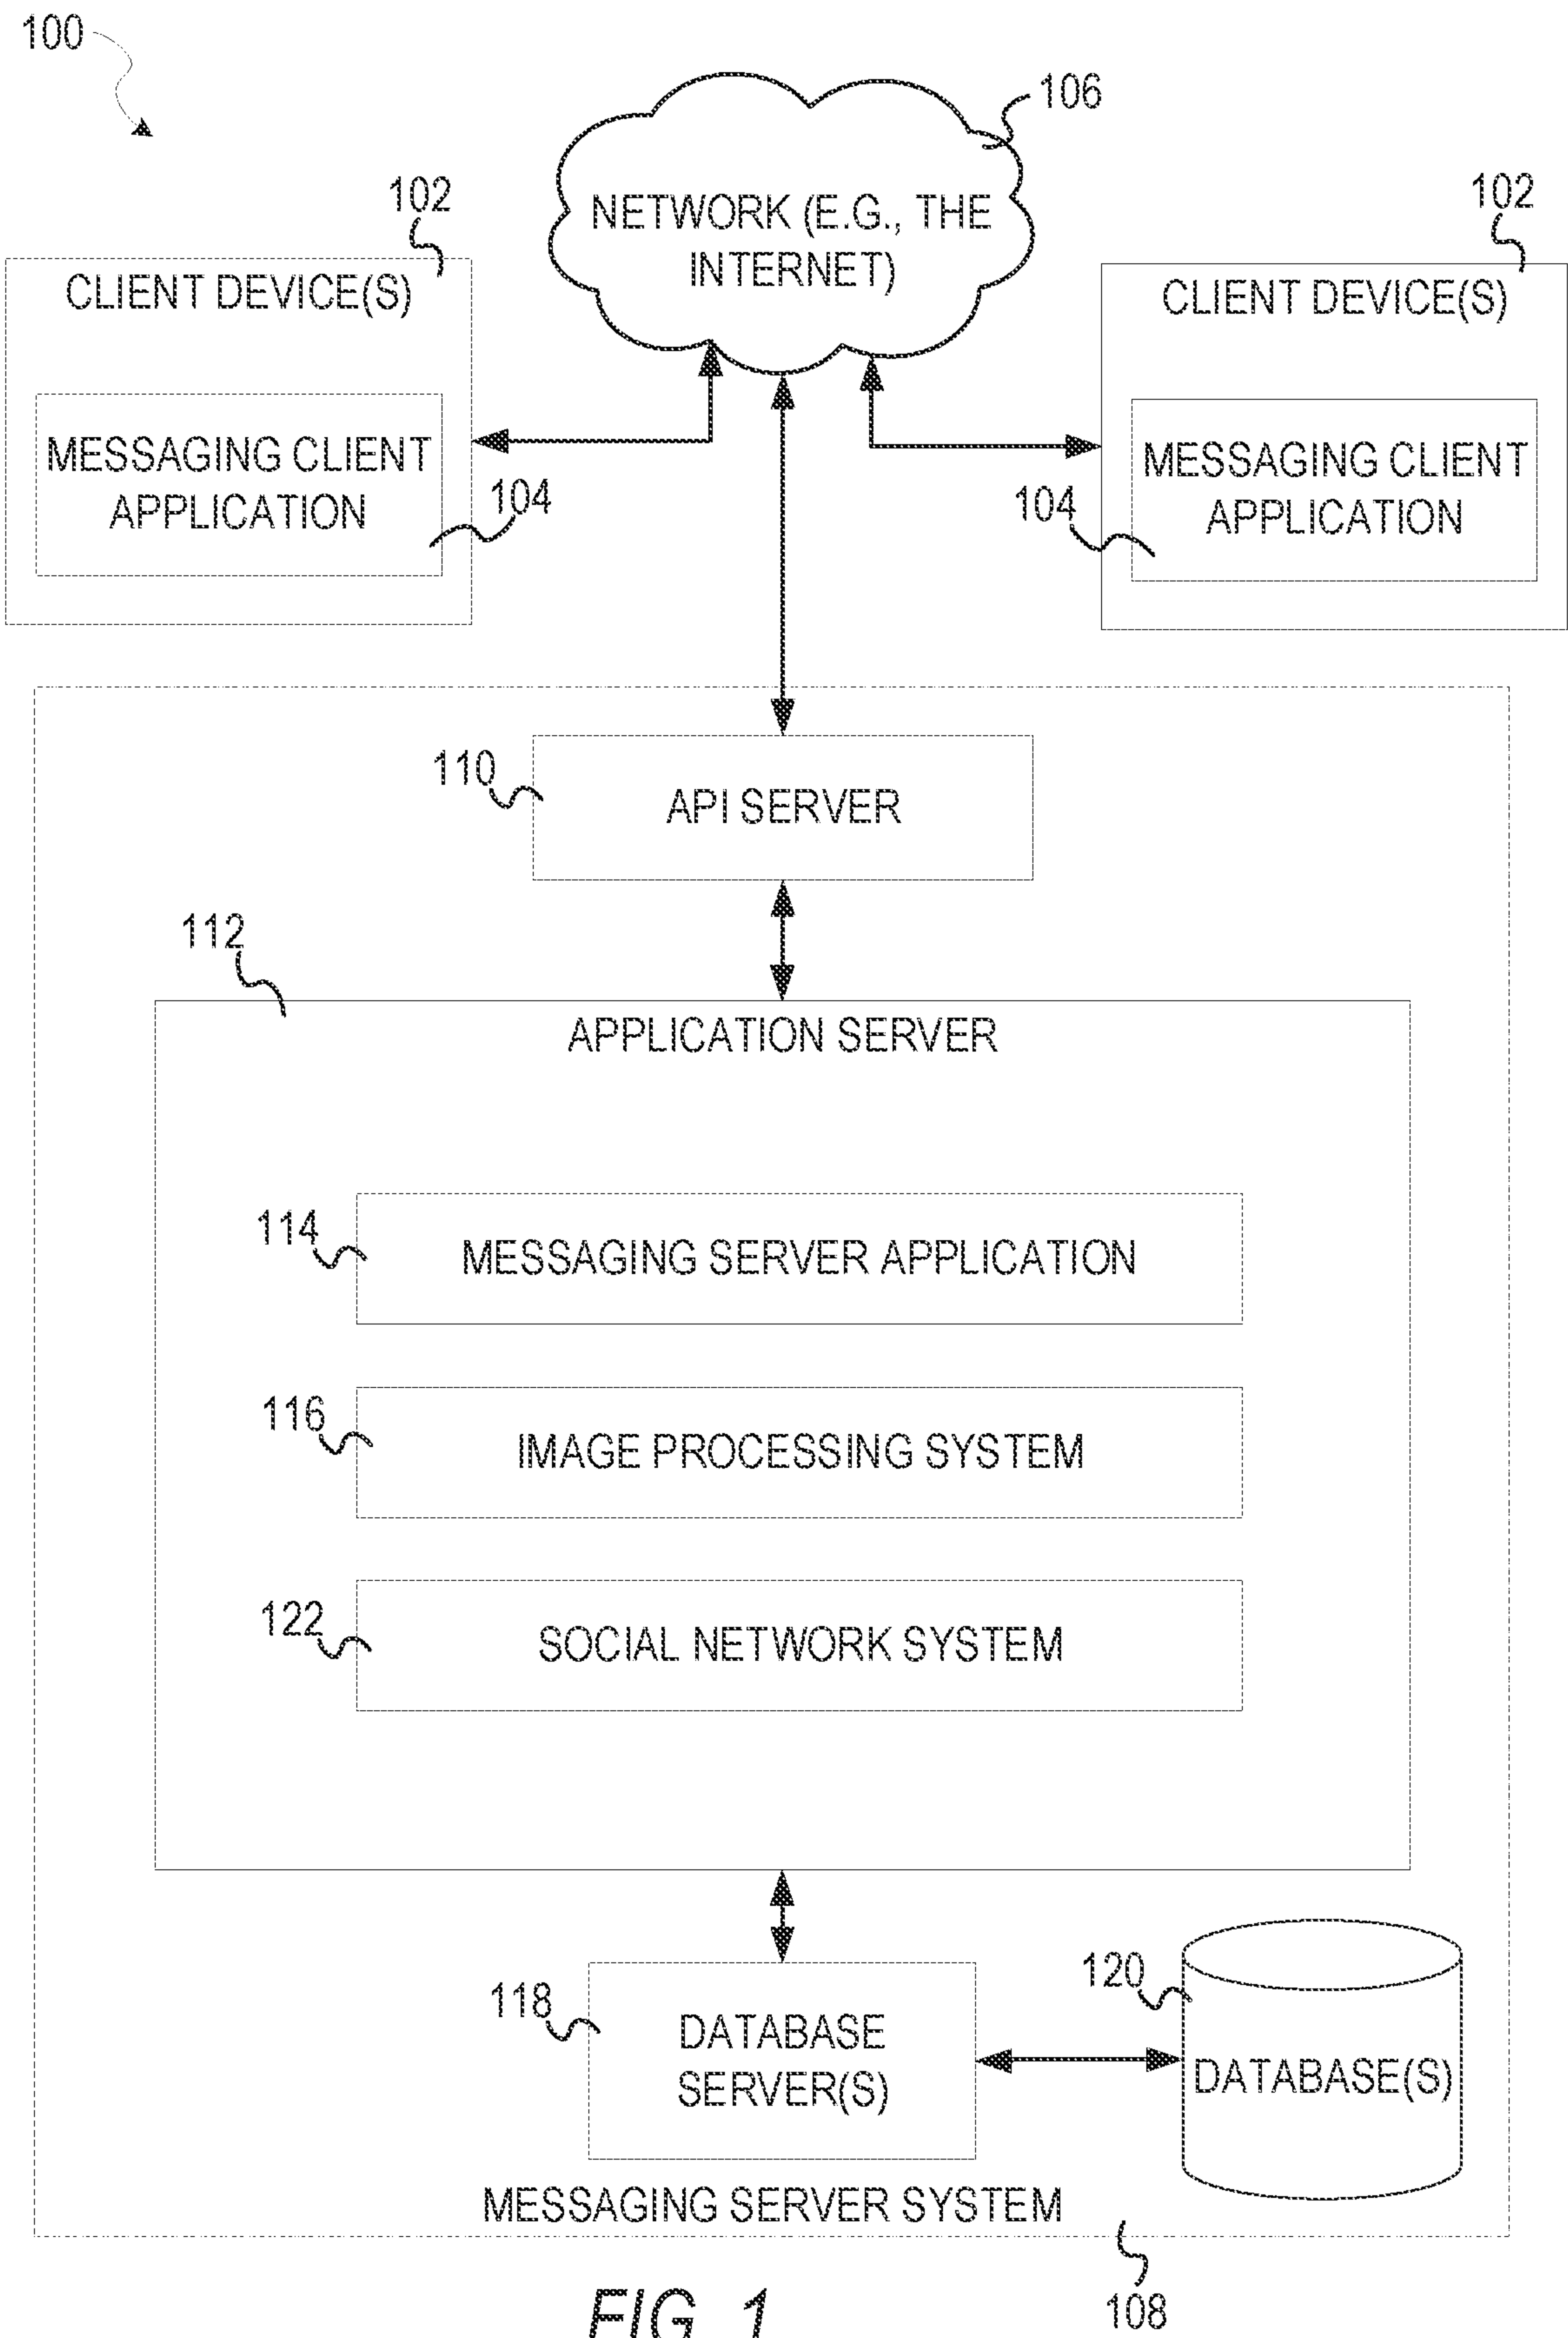 100
106
NETWORK (E.G., THE
INTERNET)
102
CLIENT DEVICE(S)
MESSAGING CLIENT
APPLICATION
104
102
CLIENT DEVICE(S)
MESSAGING CLIENT
APPLICATION
104
110
API SERVER
112
APPLICATION SERVER
114
MESSAGING SERVER APPLICATION
116
IMAGE PROCESSING SYSTEM
122
SOCIAL NETWORK SYSTEM
118
DATABASE
SERVER(S)
120
DATABASE(S)
MESSAGING SERVER SYSTEM
108
FIG. 1